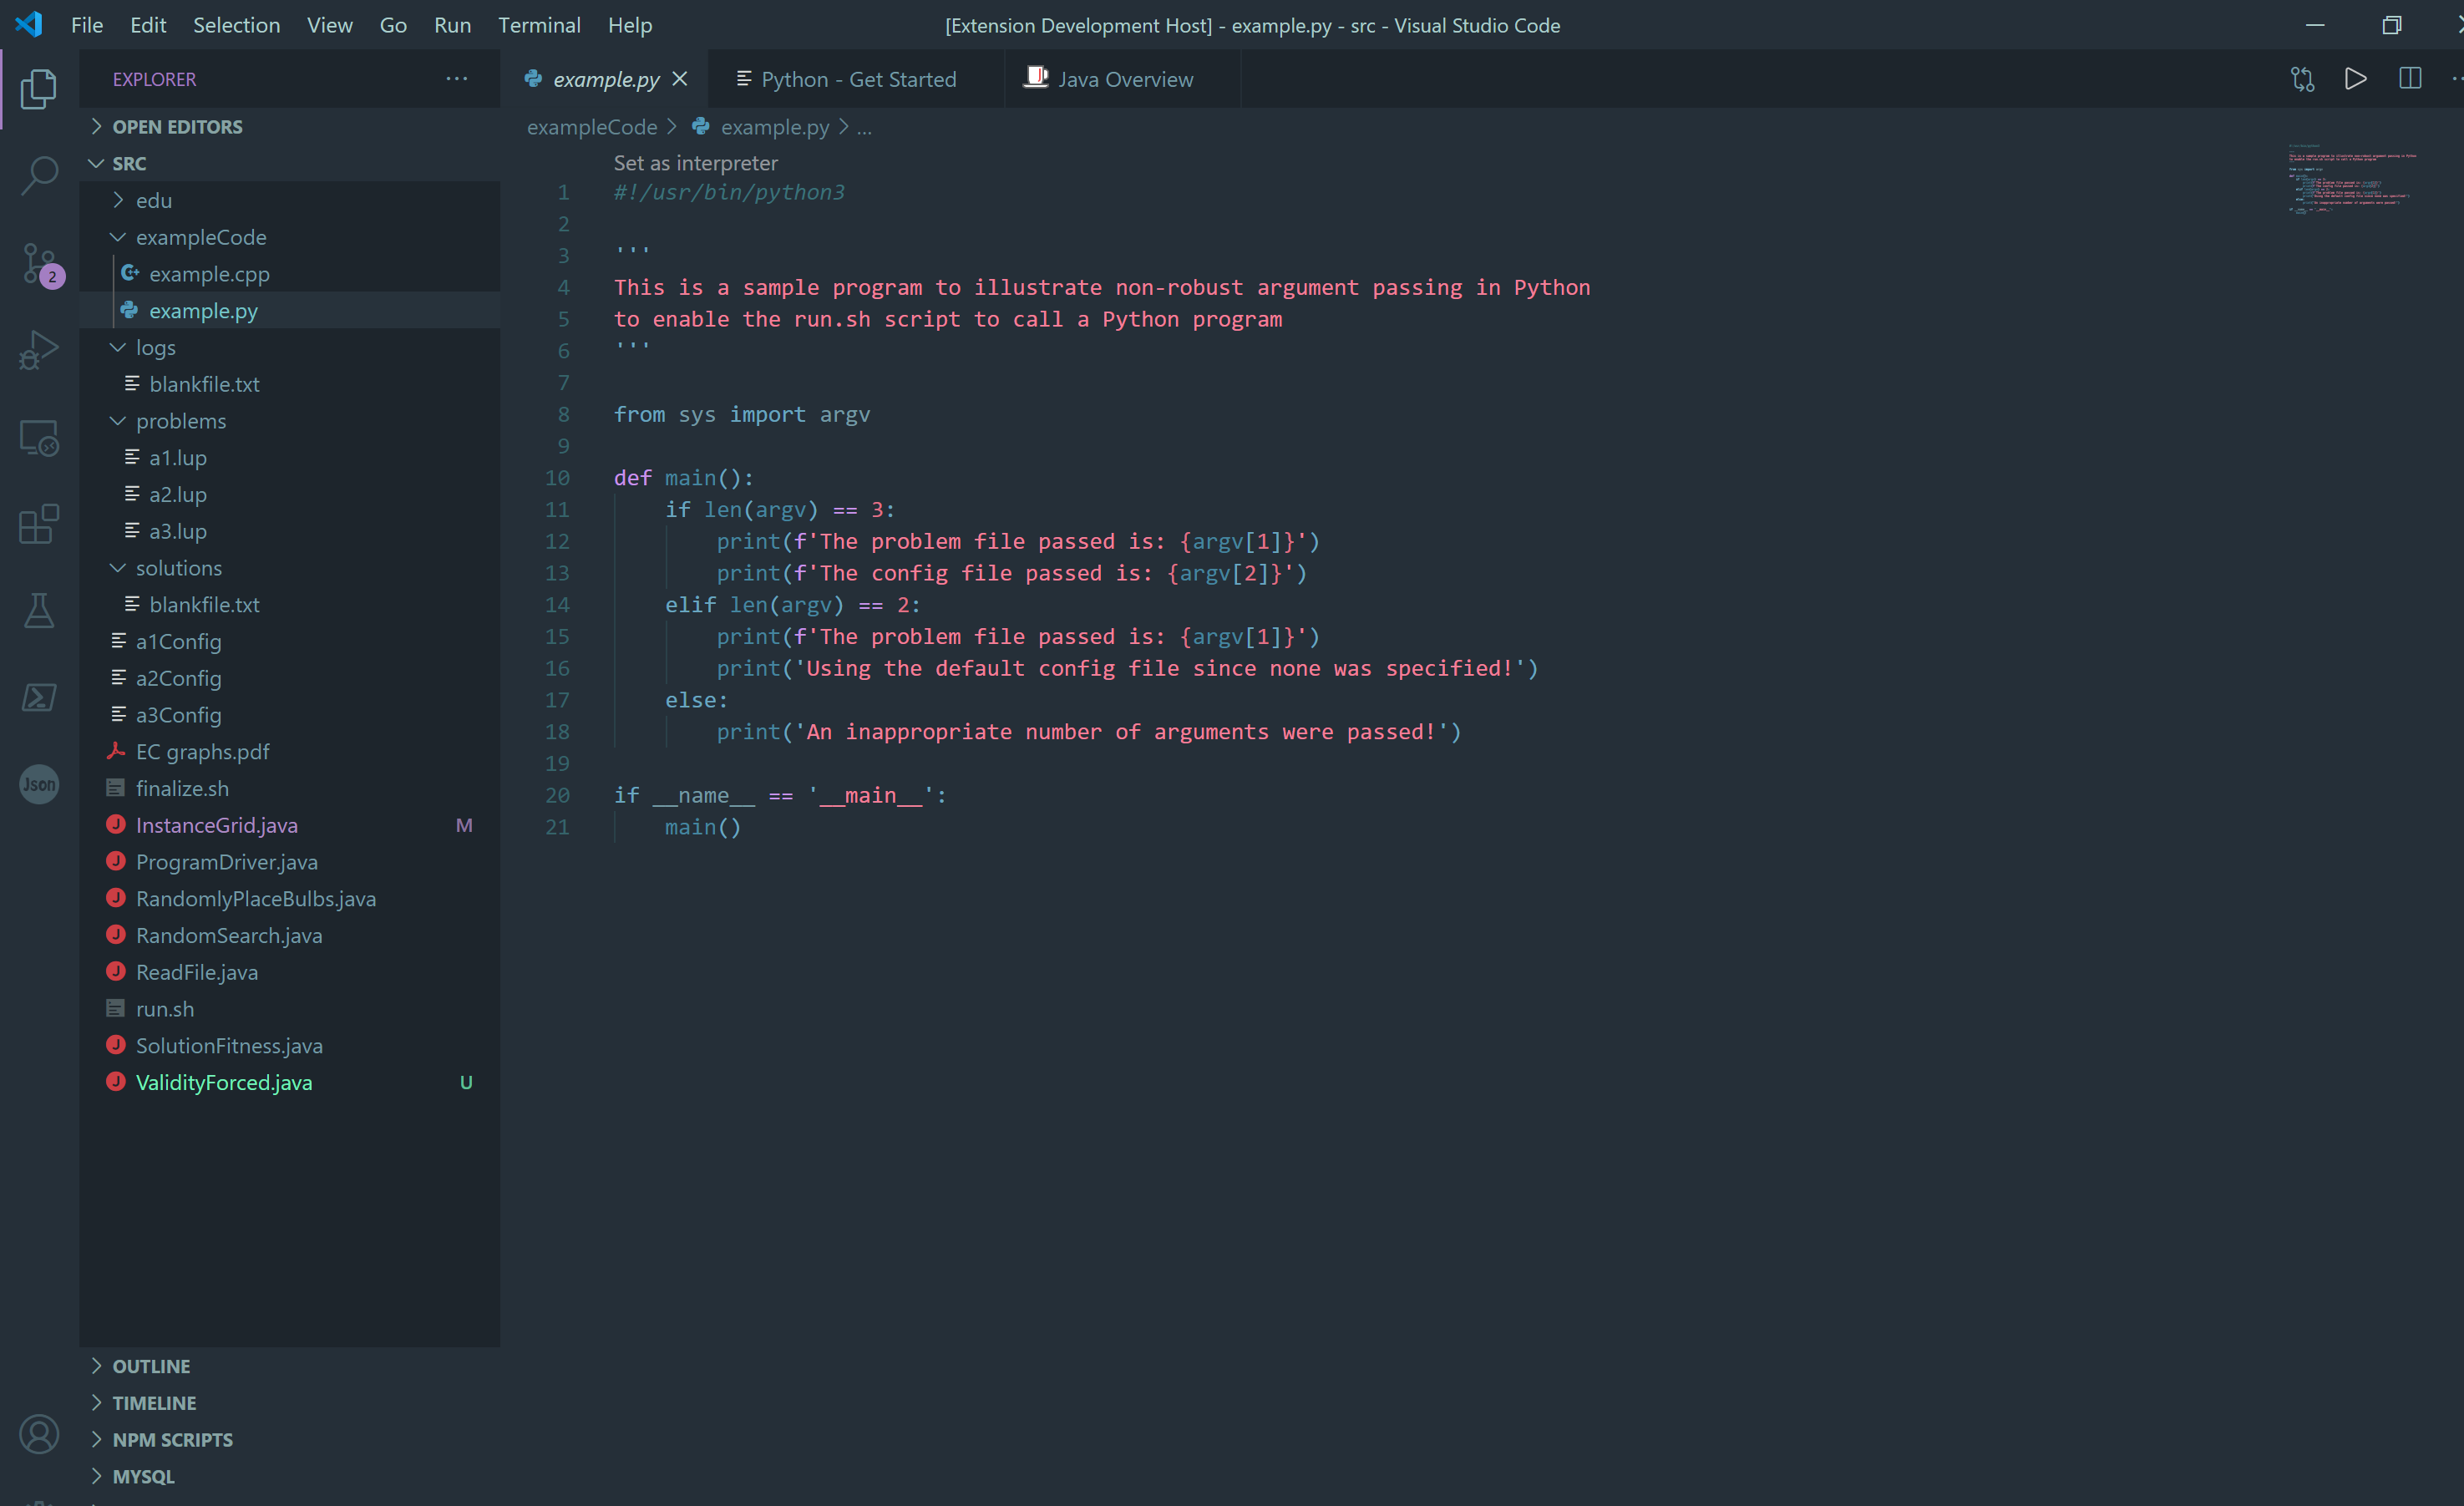 File Edit Selection View Go Run Terminal Help [Extension Development Host] - example.py - src - Visual Studio Code
EXPLORER
OPEN EDITORS
SRC
edu
exampleCode
example.cpp
example.py
logs
blankfile.txt
problems
a1.lup
a2.lup
a3.lup
solutions
blankfile.txt
a1Config
a2Config
a3Config
EC graphs.pdf
finalize.sh
InstanceGrid.java M
ProgramDriver.java
RandomlyPlaceBulbs.java
RandomSearch.java
ReadFile.java
run.sh
SolutionFitness.java
ValidityForced.java U
OUTLINE
TIMELINE
NPM SCRIPTS
MYSQL
2
Json
example.py Python - Get Started Java Overview
exampleCode > example.py > ...
Set as interpreter
1 #!/usr/bin/python3
2
3 '''
4 This is a sample program to illustrate non-robust argument passing in Python
5 to enable the run.sh script to call a Python program
6 '''
7
8 from sys import argv
9
10 def main():
11     if len(argv) == 3:
12         print(f'The problem file passed is: {argv[1]}')
13         print(f'The config file passed is: {argv[2]}')
14     elif len(argv) == 2:
15         print(f'The problem file passed is: {argv[1]}')
16         print('Using the default config file since none was specified!')
17     else:
18         print('An inappropriate number of arguments were passed!')
19
20 if __name__ == '__main__':
21     main()